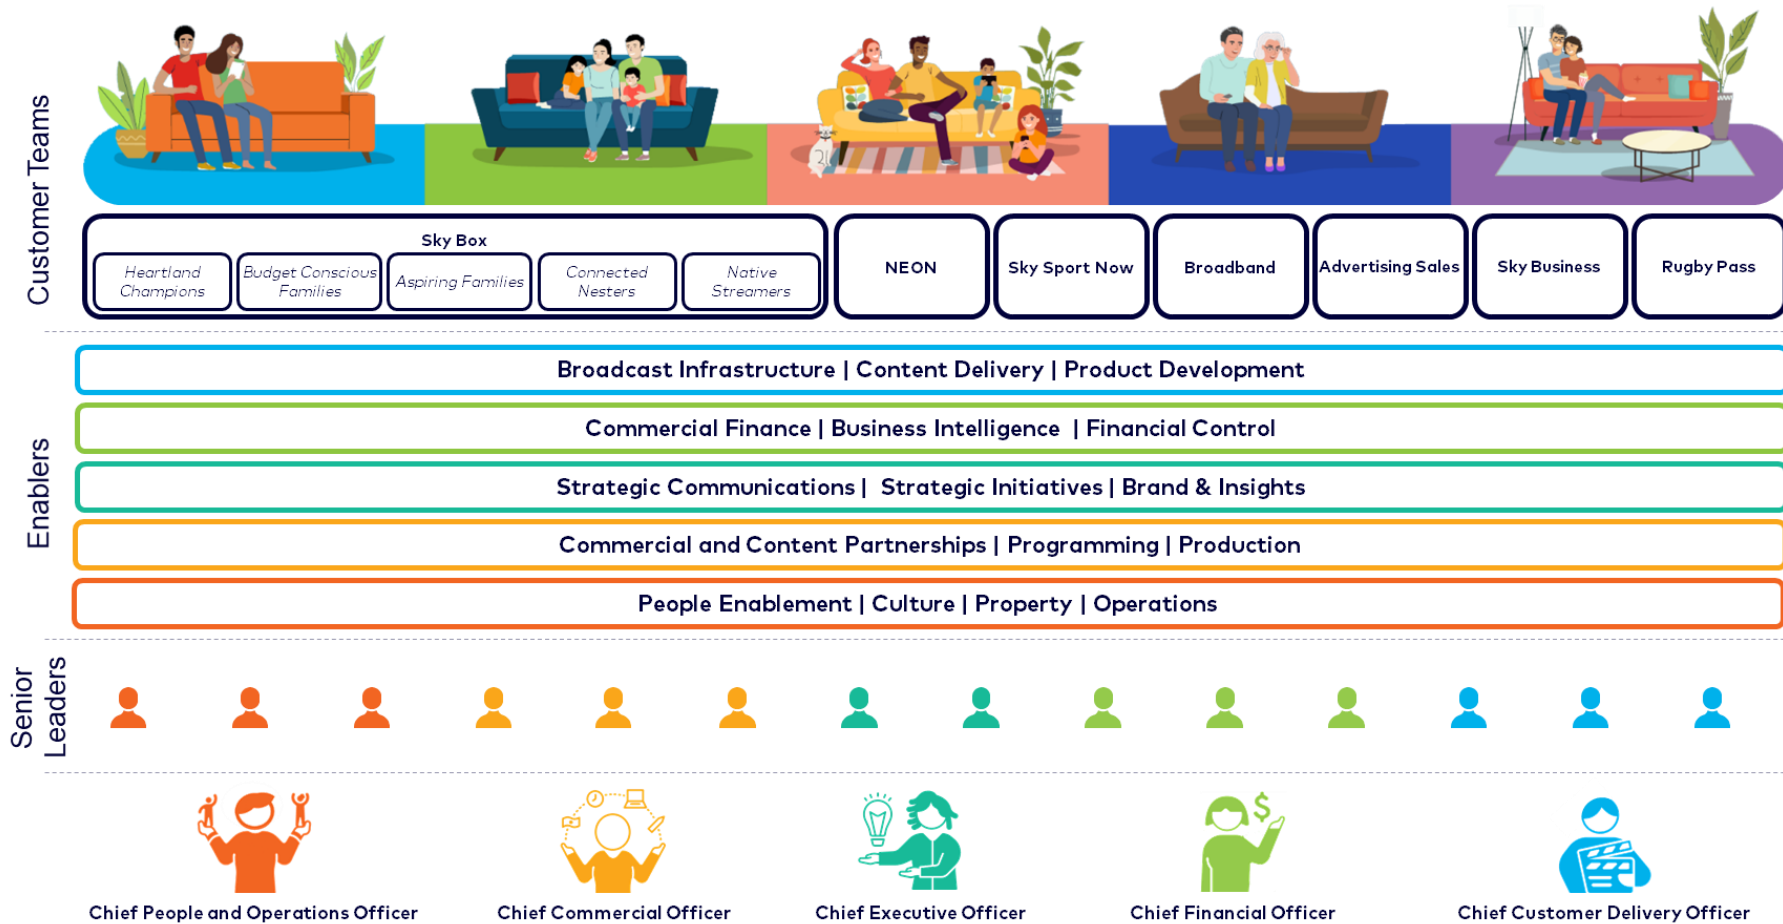 Customer Teams
Sky Box
Heartland
Champions
Budget Conscious
Families
Aspiring Families
Connected
Nesters
Native
Streamers
NEON
Sky Sport Now
Broadband
Advertising Sales
Sky Business
Rugby Pass
Enablers
Broadcast Infrastructure | Content Delivery | Product Development
Commercial Finance | Business Intelligence | Financial Control
Strategic Communications | Strategic Initiatives | Brand & Insights
Commercial and Content Partnerships | Programming | Production
People Enablement | Culture | Property | Operations
Senior
Leaders
$
Chief People and Operations Officer
Chief Commercial Officer
Chief Executive Officer
Chief Financial Officer
Chief Customer Delivery Officer